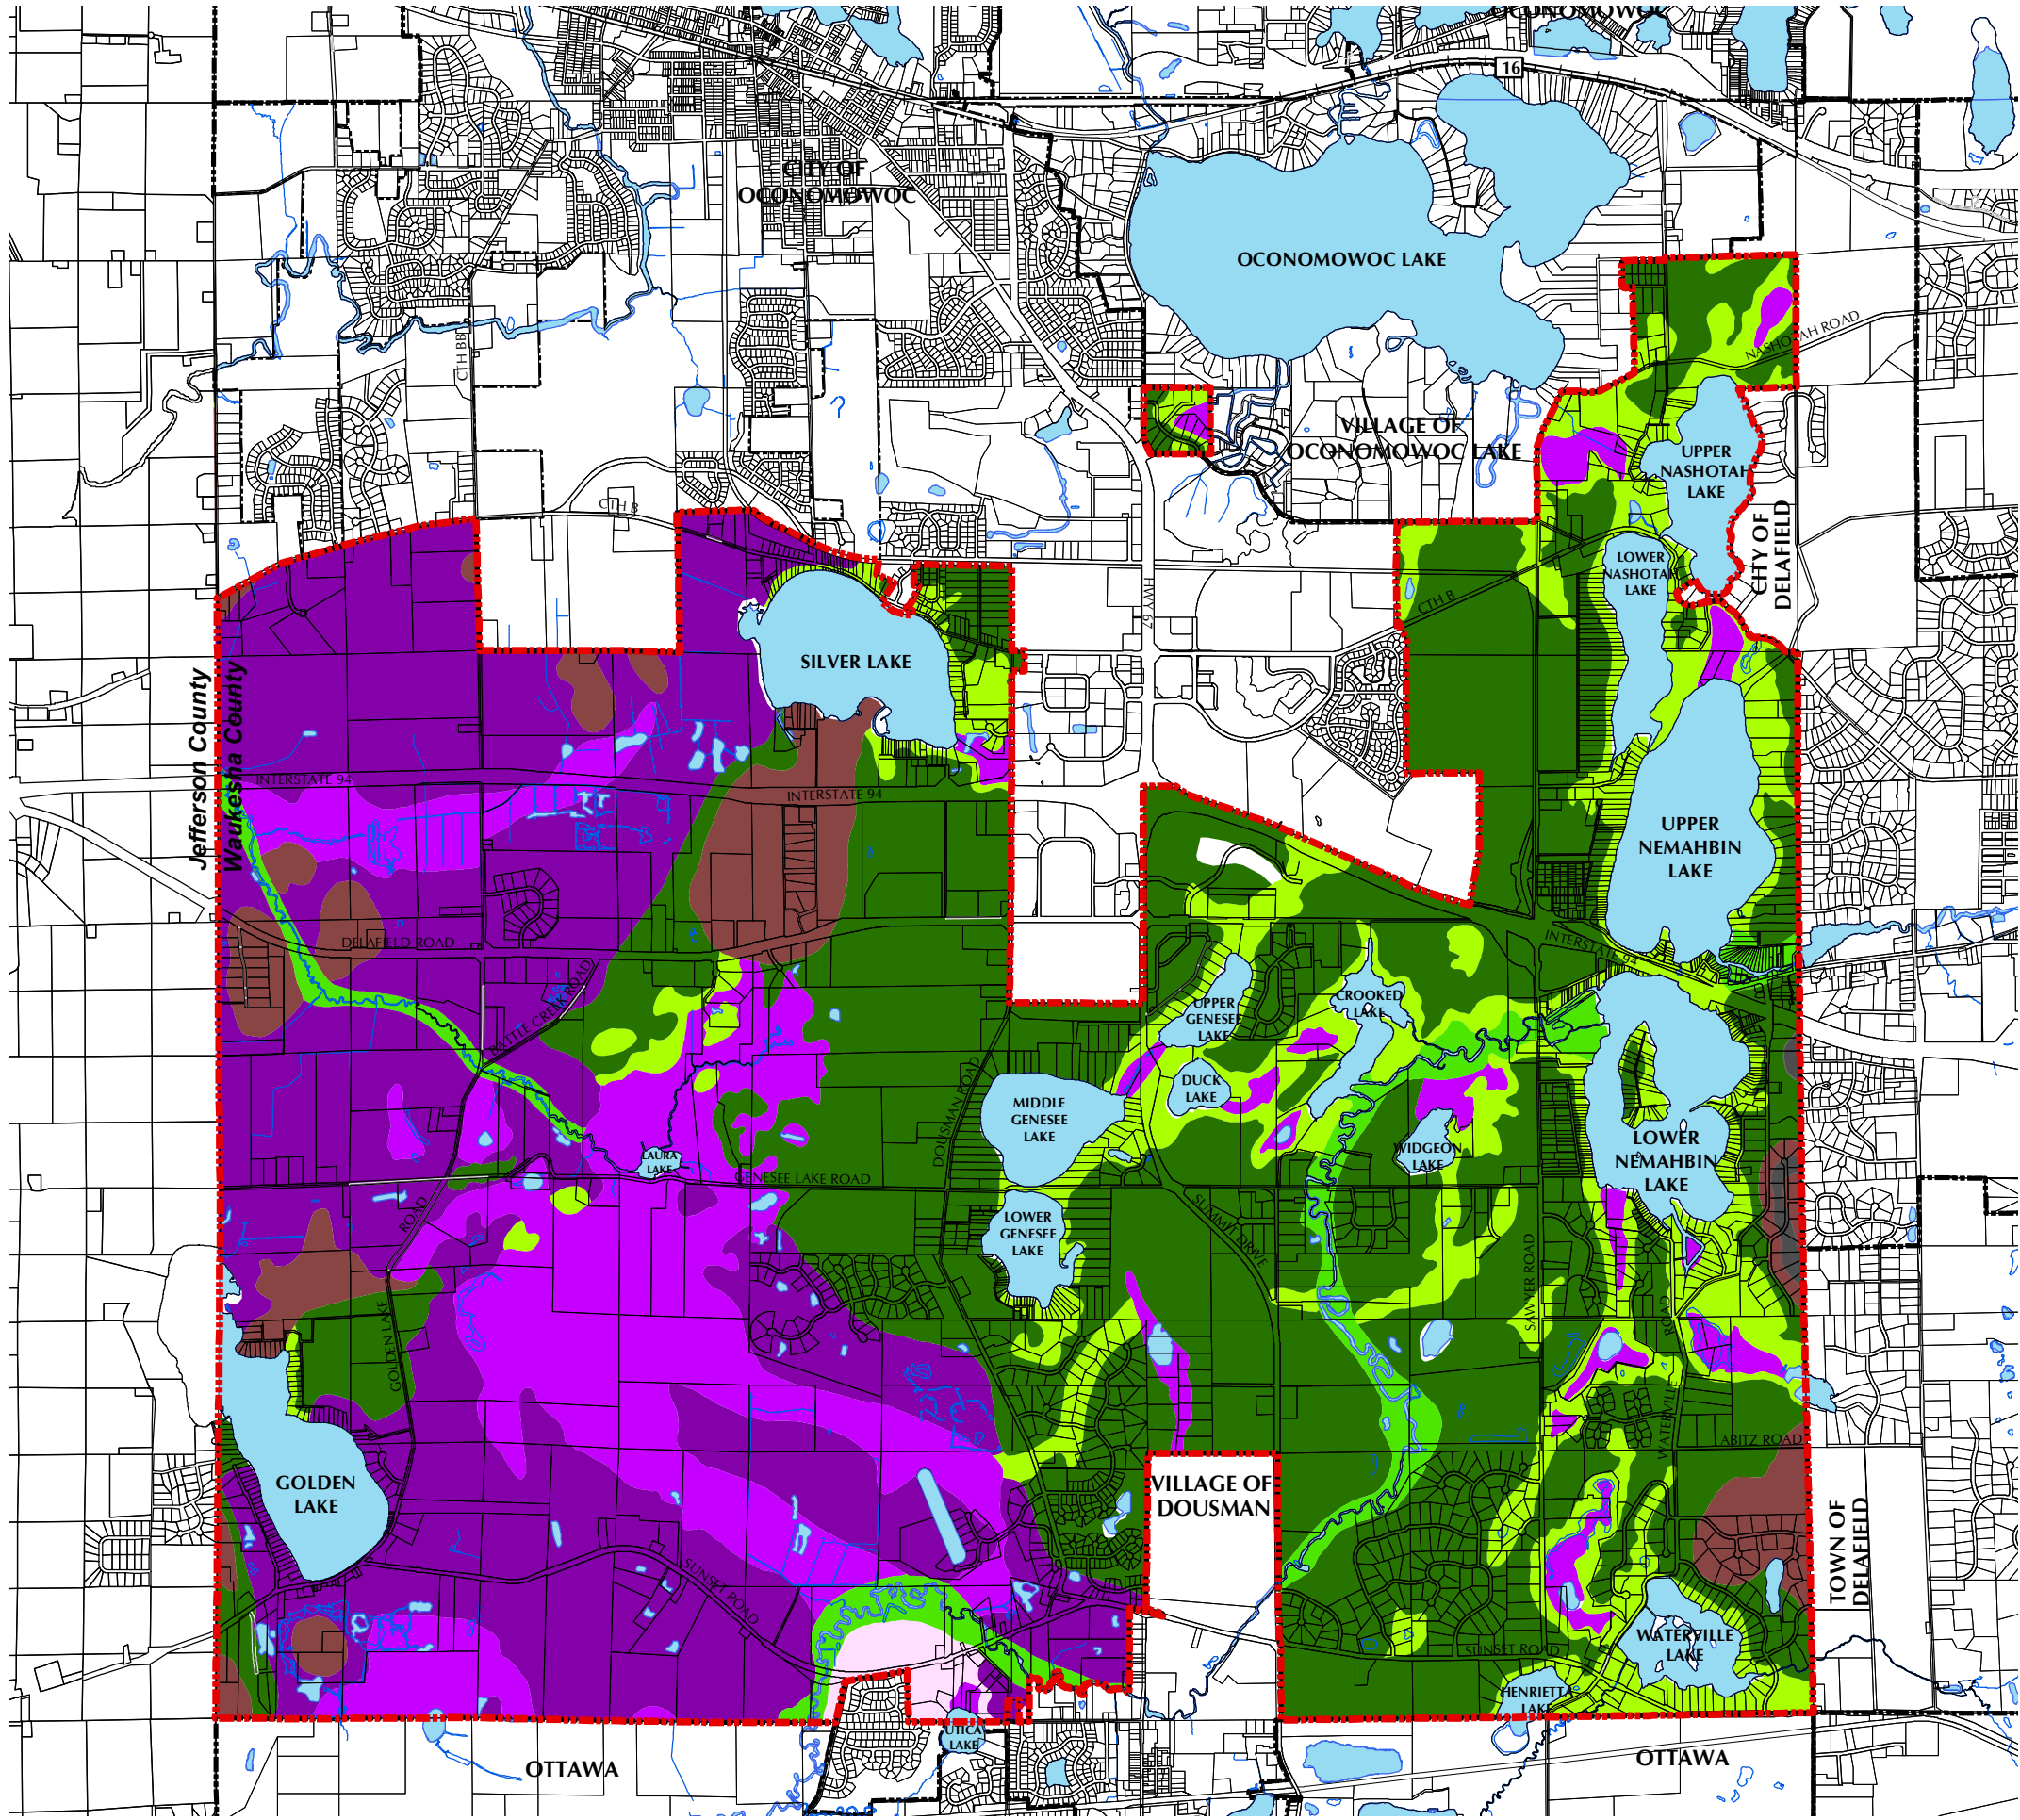 OCONOMOWOC
16
CITY OF
OCONOMOWOC
OCONOMOWOC LAKE
NASHOTAH ROAD
CTH BB
VILLAGE OF
OCONOMOWOC LAKE
UPPER
NASHOTAH
LAKE
CTH B
CITY OF
DELAFIELD
LOWER
NASHOTAH
LAKE
HWY 67
CTH B
SILVER LAKE
Jefferson County
Waukesha County
INTERSTATE 94
INTERSTATE 94
UPPER
NEMAHBIN
LAKE
DELAFIELD ROAD
INTERSTATE 94
BATTLE CREEK ROAD
UPPER
GENESEE
LAKE
CROOKED
LAKE
DOUSMAN ROAD
DUCK
LAKE
MIDDLE
GENESEE
LAKE
WIDGEON
LAKE
LOWER
NEMAHBIN
LAKE
LAURA
LAKE
GENESEE LAKE ROAD
ROAD
LOWER
GENESEE
LAKE
SUMMIT DRIVE
SAWYER ROAD
ROAD
GOLDEN LAKE
WATERVILLE
ABITZ ROAD
GOLDEN
LAKE
VILLAGE OF
DOUSMAN
TOWN OF
DELAFIELD
SUNSET ROAD
SUNSET ROAD
WATERVILLE
LAKE
HENRIETTA
LAKE
UTICA
LAKE
OTTAWA
OTTAWA